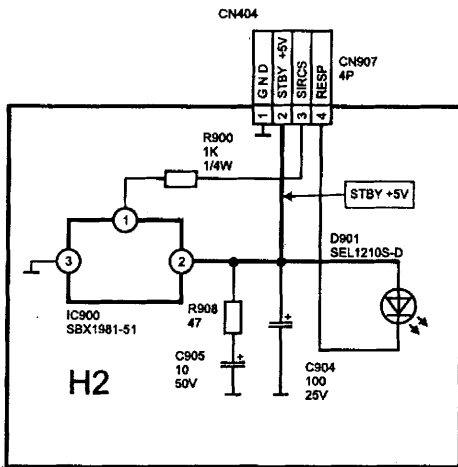 CN404
GND
STBY +5V
SIRCS
RESP
1
2
3
4
CN907
4P
R900
1K
1/4W
STBY +5V
1
3
2
D901
SEL1210S-D
IC900
SBX1981-51
R908
47
C905
10
50V
C904
100
25V
+
+
H2